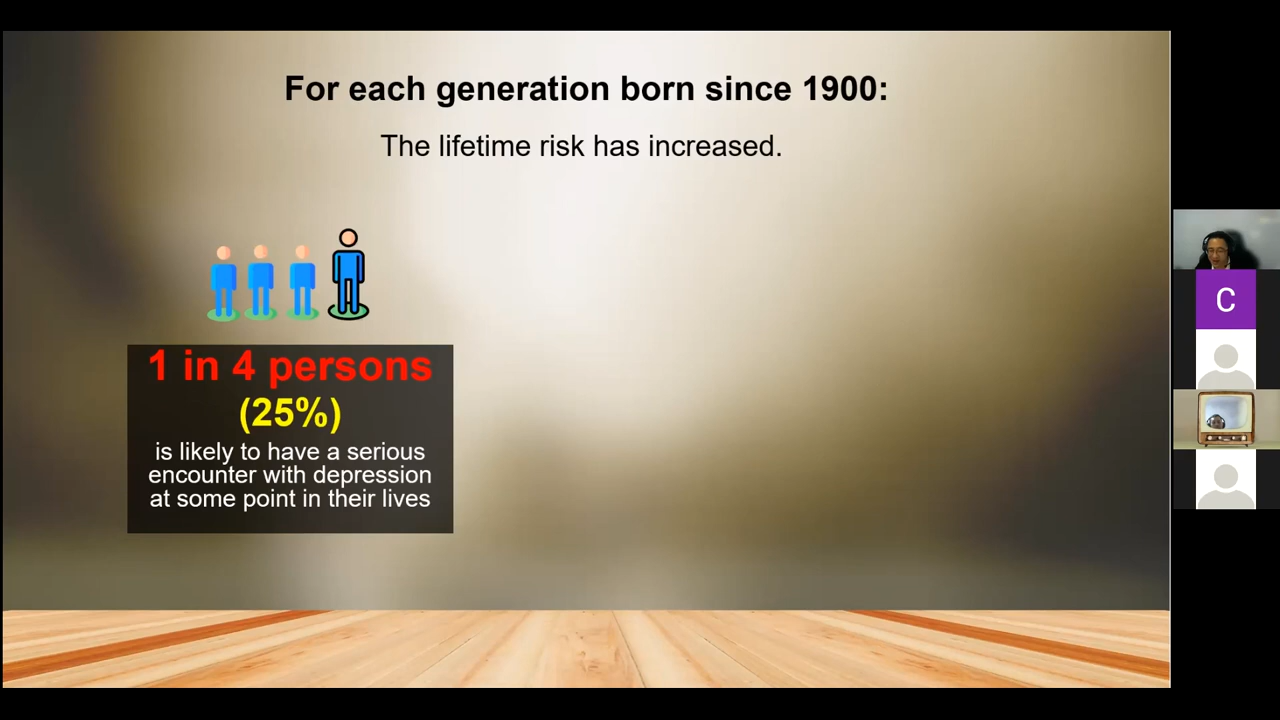 For each generation born since 1900:
The lifetime risk has increased.
1 in 4 persons
(25%)
is likely to have a serious
encounter with depression
at some point in their lives
C